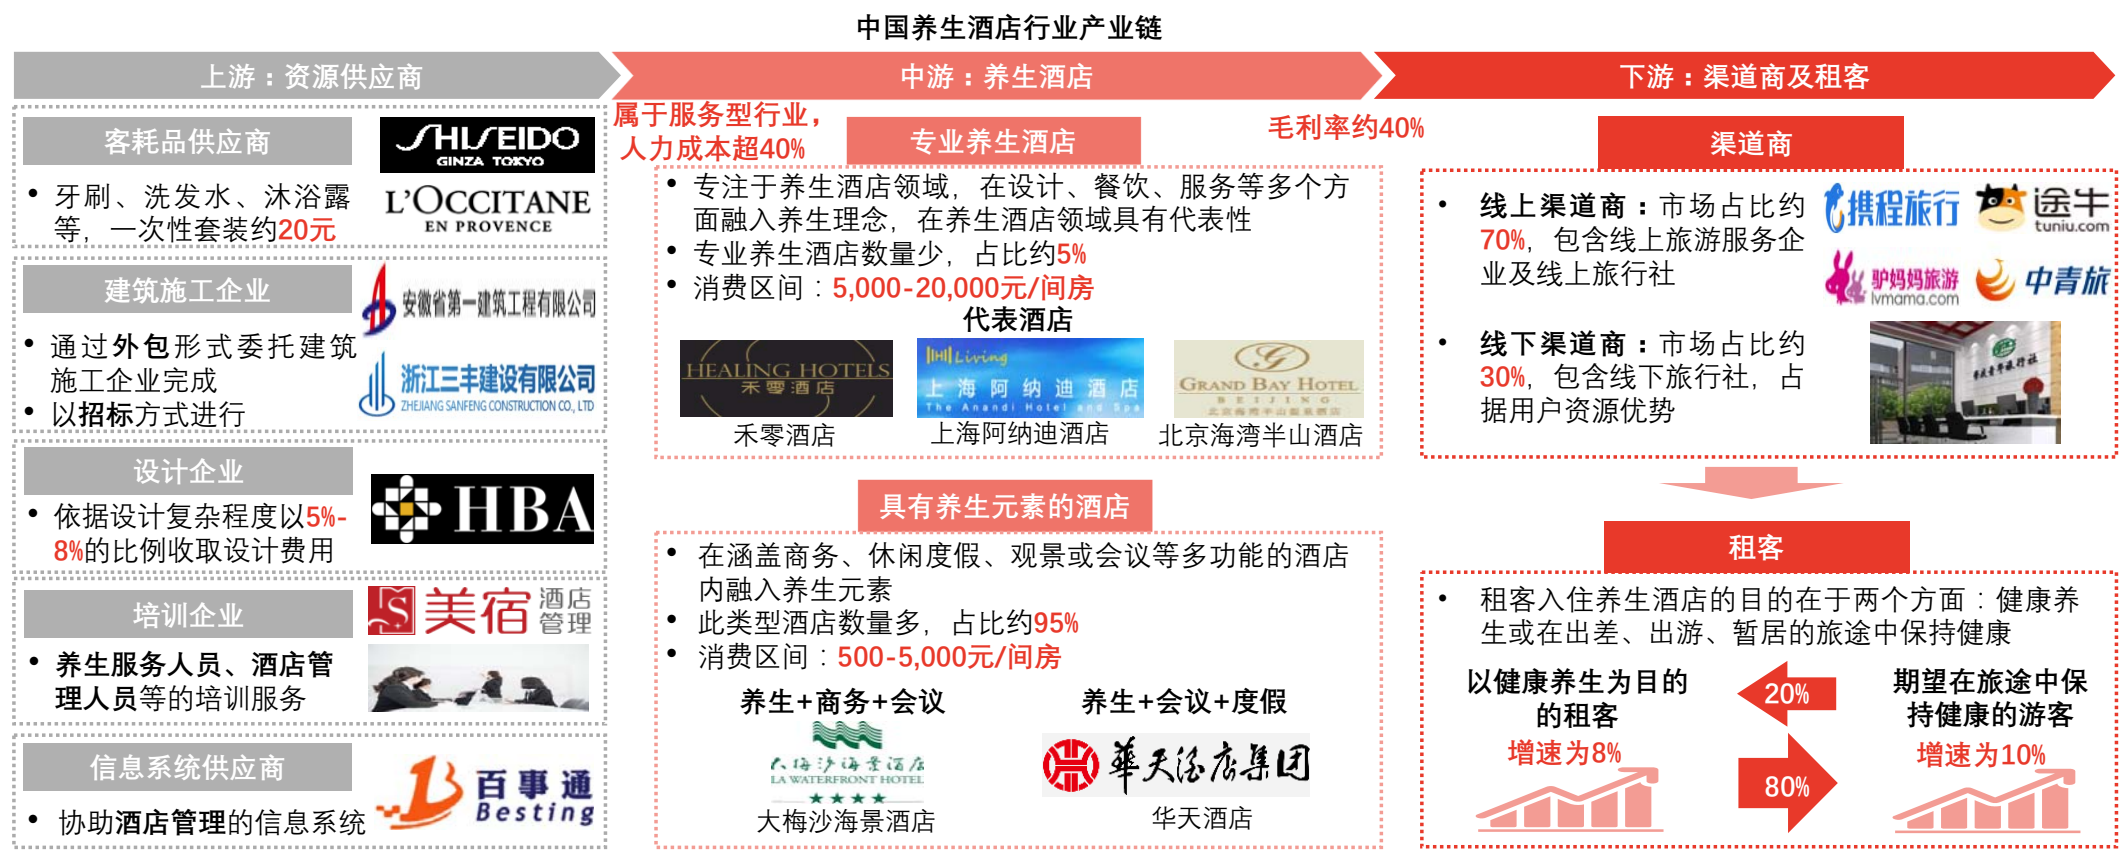 中国养生酒店行业产业链
上游：资源供应商
中游：养生酒店
下游：渠道商及租客
客耗品供应商
SHISEIDO
GINZA TOKYO
• 牙刷、洗发水、沐浴露
等，一次性套装约20元
L'OCCITANE
EN PROVENCE
建筑施工企业
安徽省第一建筑工程有限公司
• 通过外包形式委托建筑
施工企业完成
• 以招标方式进行
浙江三丰建设有限公司
ZHEJIANG SANFENG CONSTRUCTION CO., LTD
设计企业
• 依据设计复杂程度以5%-
8%的比例收取设计费用
HBA
培训企业
美宿 酒店
管理
• 养生服务人员、酒店管
理人员等的培训服务
信息系统供应商
• 协助酒店管理的信息系统
百事通
Besting
属于服务型行业，
人力成本超40%
专业养生酒店
毛利率约40%
• 专注于养生酒店领域，在设计、餐饮、服务等多个方
面融入养生理念，在养生酒店领域具有代表性
• 专业养生酒店数量少，占比约5%
• 消费区间：5,000-20,000元/间房
代表酒店
HEALING HOTELS
禾零酒店
Living
上海阿纳迪酒店
The Anandi Hotel and Spa
GRAND BAY HOTEL
BEIJING
禾零酒店
上海阿纳迪酒店
北京海湾半山酒店
具有养生元素的酒店
• 在涵盖商务、休闲度假、观景或会议等多功能的酒店
内融入养生元素
• 此类型酒店数量多，占比约95%
• 消费区间：500-5,000元/间房
养生+商务+会议
养生+会议+度假
大梅沙海景酒店
LA WATERFRONT HOTEL
華天酒店集团
大梅沙海景酒店
华天酒店
渠道商
• 线上渠道商：市场占比约
70%，包含线上旅游服务企
业及线上旅行社
携程旅行
途牛
tuniu.com
驴妈妈旅游
lvmama.com
中青旅
• 线下渠道商：市场占比约
30%，包含线下旅行社，占
据用户资源优势
租客
• 租客入住养生酒店的目的在于两个方面：健康养
生或在出差、出游、暂居的旅途中保持健康
以健康养生为目的
的租客
增速为8%
20%
80%
期望在旅途中保
持健康的游客
增速为10%